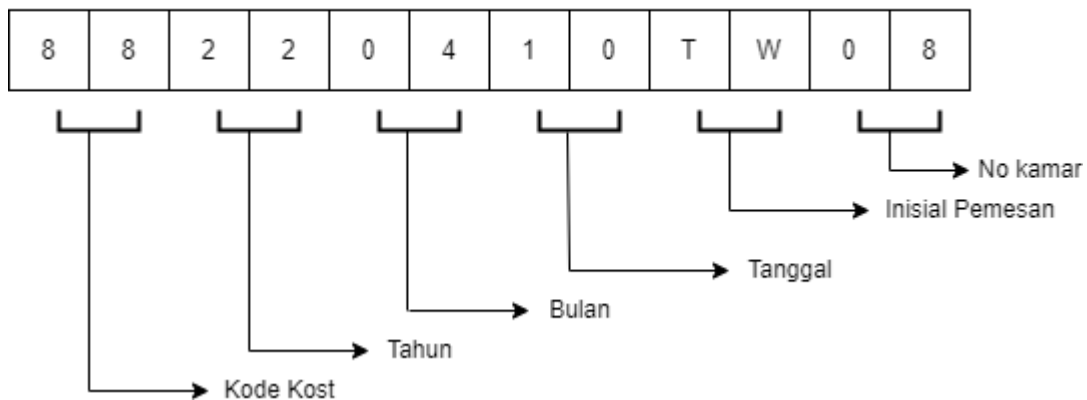 8 8 2 2 0 4 1 0 T W 0 8
No kamar
Inisial Pemesan
Tanggal
Bulan
Tahun
Kode Kost